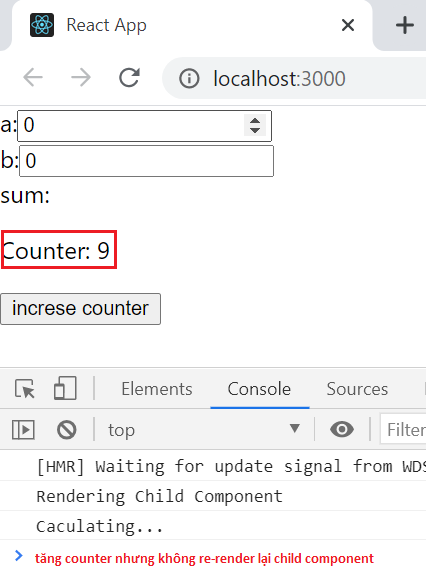 React App
localhost:3000
a: 0
b: 0
sum:
Counter: 9
increse counter
Elements Console Sources
top Filter
[HMR] Waiting for update signal from WDS
Rendering Child Component
Caculating...
tăng counter nhưng không re-render lại child component